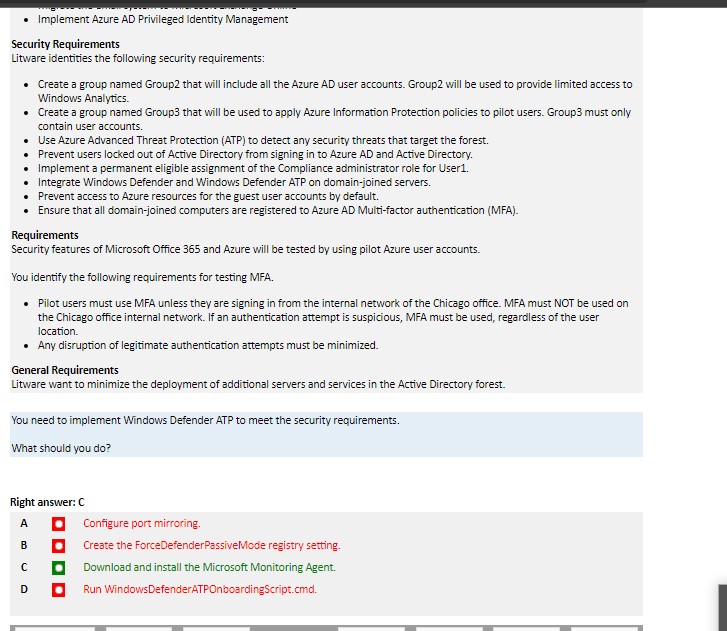 Implement Azure AD Privileged Identity Management
Security Requirements
Litware identities the following security requirements:
Create a group named Group2 that will include all the Azure AD user accounts. Group2 will be used to provide limited access to
Windows Analytics.
Create a group named Group3 that will be used to apply Azure Information Protection policies to pilot users. Group3 must only
contain user accounts.
Use Azure Advanced Threat Protection (ATP) to detect any security threats that target the forest.
Prevent users locked out of Active Directory from signing in to Azure AD and Active Directory.
Implement a permanent eligible assignment of the Compliance administrator role for User1.
Integrate Windows Defender and Windows Defender ATP on domain-joined servers.
Prevent access to Azure resources for the guest user accounts by default.
Ensure that all domain-joined computers are registered to Azure AD Multi-factor authentication (MFA).
Requirements
Security features of Microsoft Office 365 and Azure will be tested by using pilot Azure user accounts.
You identify the following requirements for testing MFA.
Pilot users must use MFA unless they are signing in from the internal network of the Chicago office. MFA must NOT be used on
the Chicago office internal network. If an authentication attempt is suspicious, MFA must be used, regardless of the user
location.
Any disruption of legitimate authentication attempts must be minimized.
General Requirements
Litware want to minimize the deployment of additional servers and services in the Active Directory forest.
You need to implement Windows Defender ATP to meet the security requirements.
What should you do?
Right answer: C
A Configure port mirroring.
B Create the ForceDefenderPassiveMode registry setting.
C Download and install the Microsoft Monitoring Agent.
D Run WindowsDefenderATPOnboardingScript.cmd.